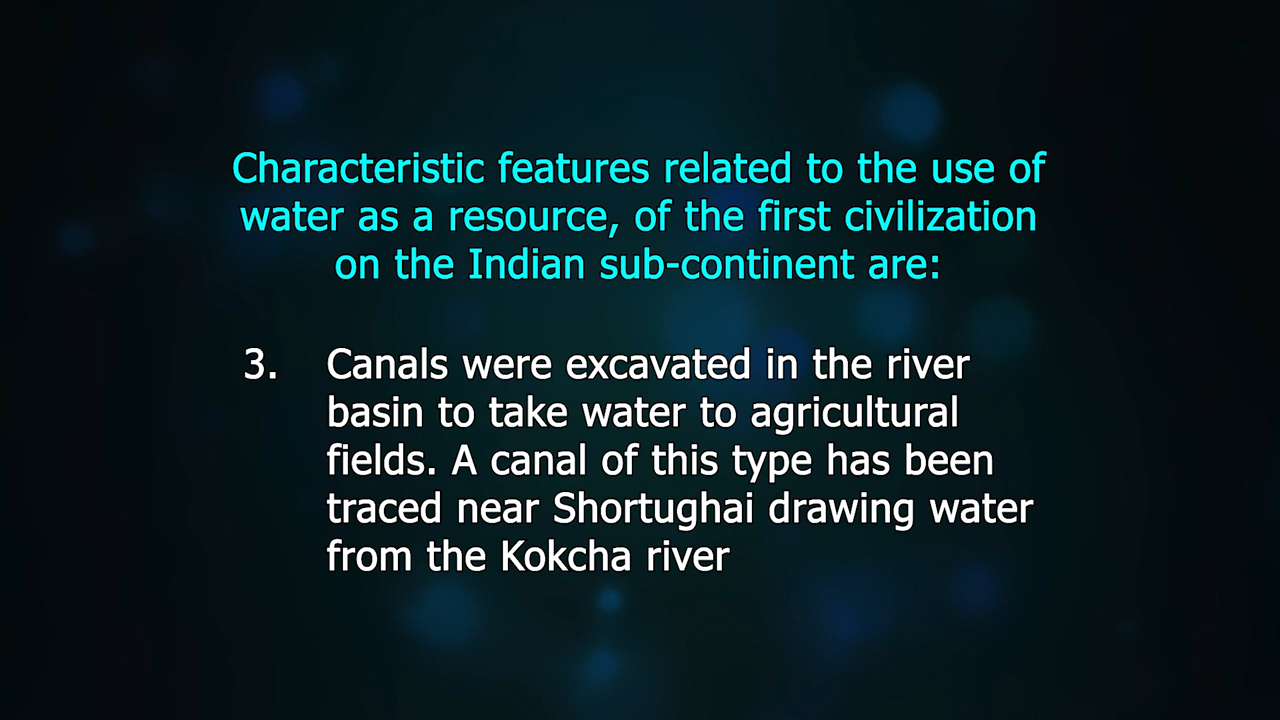 Characteristic features related to the use of
water as a resource, of the first civilization
on the Indian sub-continent are:
3. Canals were excavated in the river
basin to take water to agricultural
fields. A canal of this type has been
traced near Shortughai drawing water
from the Kokcha river